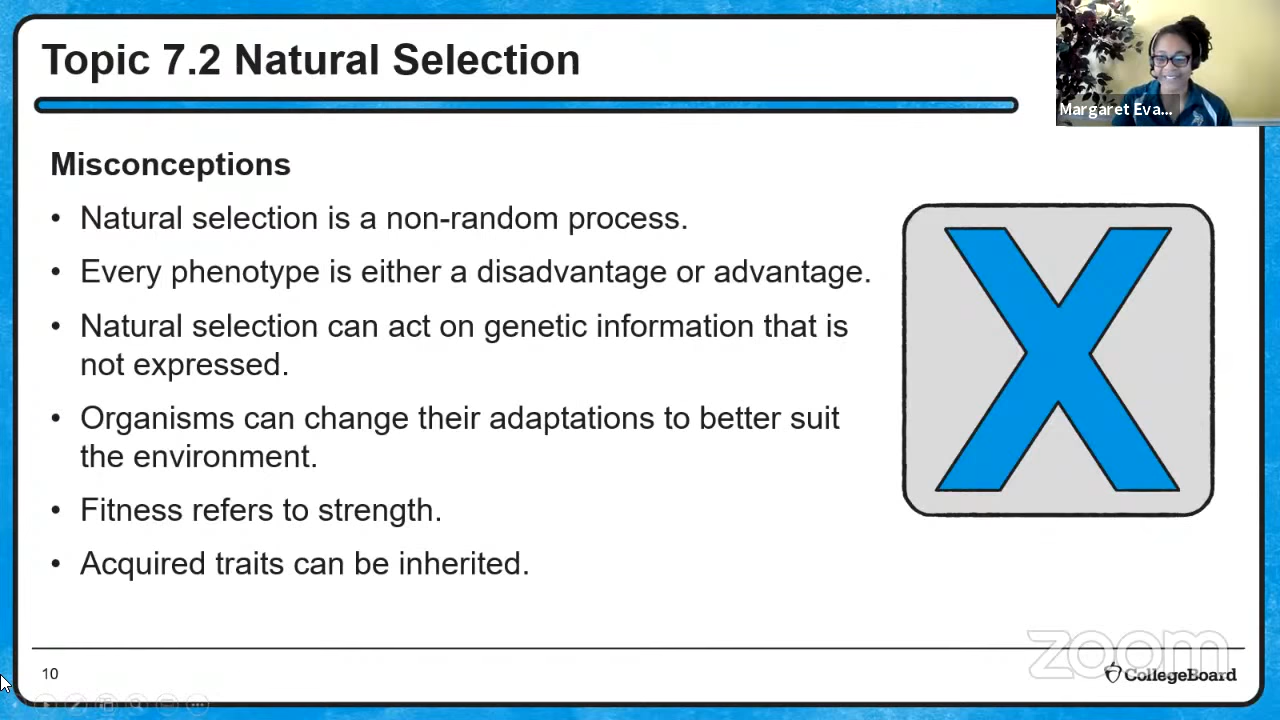 Topic 7.2 Natural Selection
Margaret Eva...
Misconceptions
• Natural selection is a non-random process.
• Every phenotype is either a disadvantage or advantage.
• Natural selection can act on genetic information that is
not expressed.
• Organisms can change their adaptations to better suit
the environment.
• Fitness refers to strength.
• Acquired traits can be inherited.
X
zoom
10
CollegeBoard